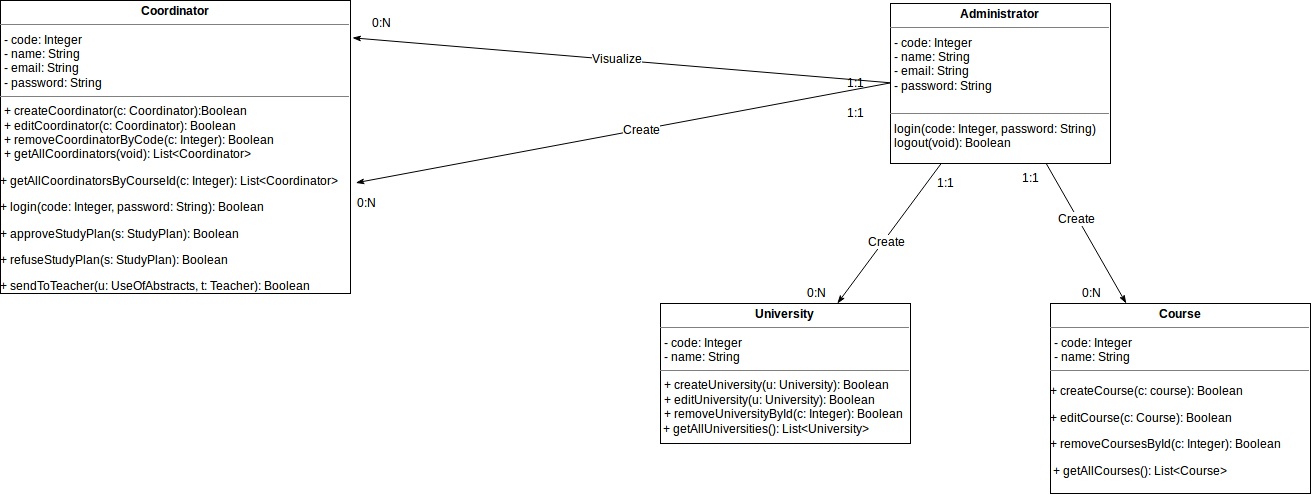 Coordinator
- code: Integer
- name: String
- email: String
- password: String
+ createCoordinator(c: Coordinator):Boolean
+ editCoordinator(c: Coordinator): Boolean
+ removeCoordinatorByCode(c: Integer): Boolean
+ getAllCoordinators(void): List<Coordinator>
+ getAllCoordinatorsByCourseId(c: Integer): List<Coordinator>
+ login(code: Integer, password: String): Boolean
+ approveStudyPlan(s: StudyPlan): Boolean
+ refuseStudyPlan(s: StudyPlan): Boolean
+ sendToTeacher(u: UseOfAbstracts, t: Teacher): Boolean
0:N
Visualize
1:1
Create
1:1
0:N
Administrator
- code: Integer
- name: String
- email: String
- password: String
login(code: Integer, password: String)
logout(void): Boolean
1:1
Create
0:N
1:1
Create
0:N
University
- code: Integer
- name: String
+ createUniversity(u: University): Boolean
+ editUniversity(u: University): Boolean
+ removeUniversityById(c: Integer): Boolean
+ getAllUniversities(): List<University>
Course
- code: Integer
- name: String
+ createCourse(c: course): Boolean
+ editCourse(c: Course): Boolean
+ removeCoursesById(c: Integer): Boolean
+ getAllCourses(): List<Course>